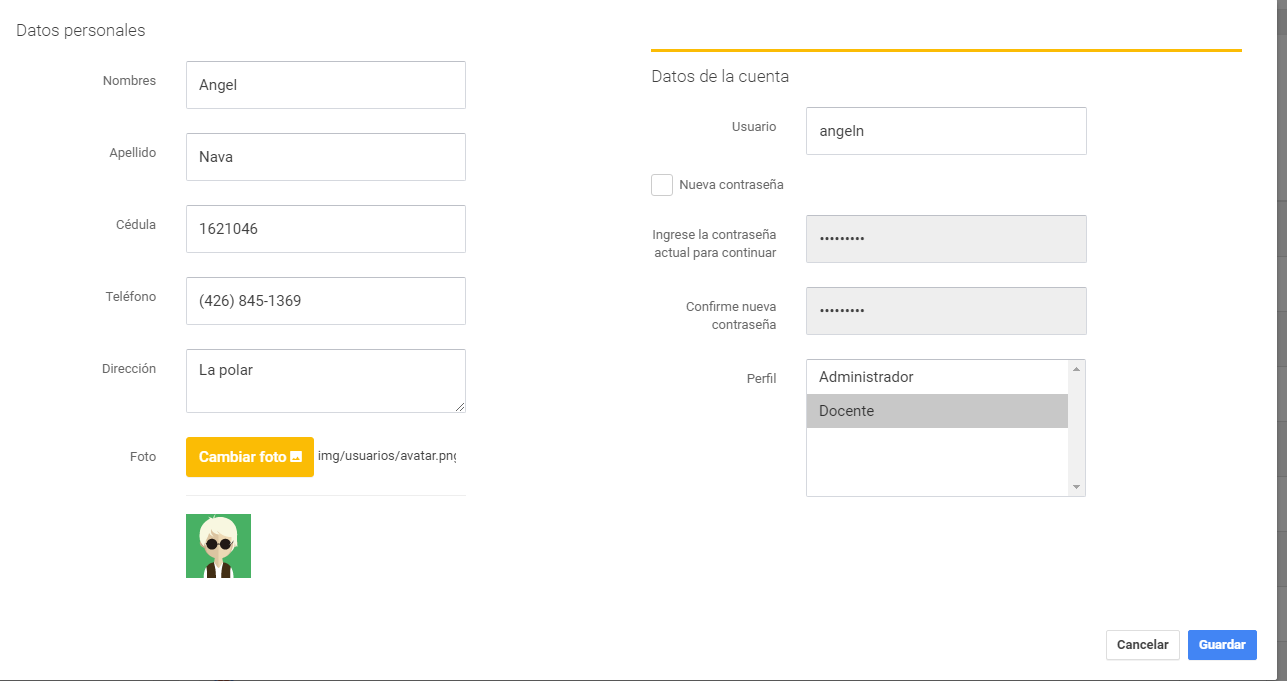 Datos personales
Nombres
Angel
Apellido
Nava
Cédula
1621046
Teléfono
(426) 845-1369
Dirección
La polar
Foto
Cambiar foto
img/usuarios/avatar.png
Datos de la cuenta
Usuario
angeln
Nueva contraseña
Ingrese la contraseña
actual para continuar
•••••••••
Confirme nueva
contraseña
•••••••••
Perfil
Administrador
Docente
Cancelar
Guardar